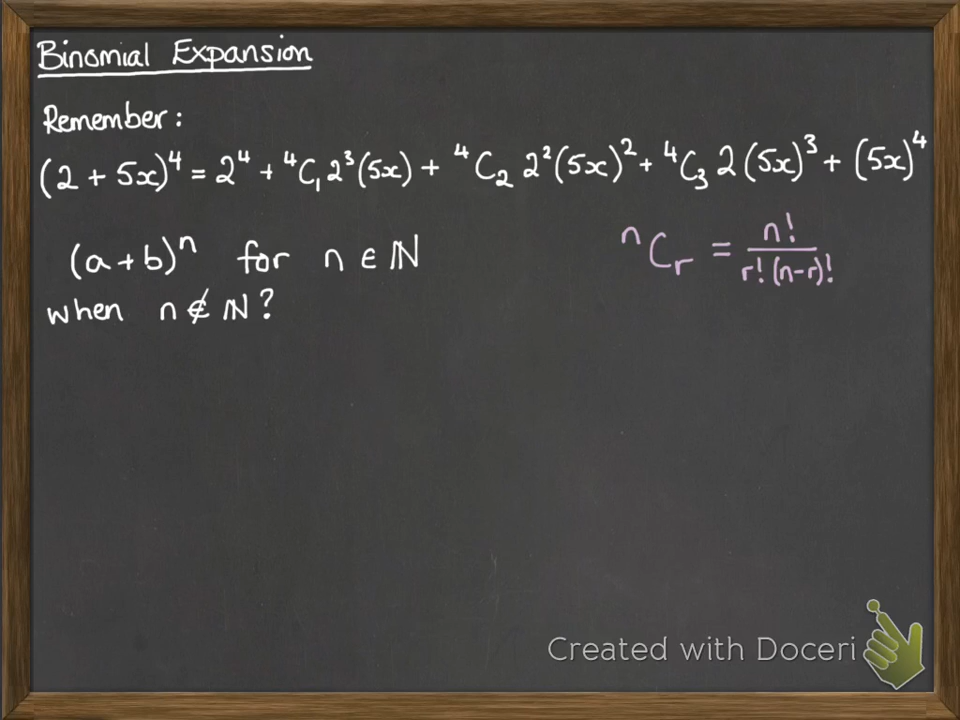 Binomial Expansion
Remember:
(2 + 5x)⁴ = 2⁴ + ⁴C₁ 2³(5x) + ⁴C₂ 2²(5x)² + ⁴C₃ 2(5x)³ + (5x)⁴
(a + b)ⁿ for n ∈ ℕ
ⁿCᵣ = n! / r!(n-r)!
when n ∉ ℕ?
Created with Doceri